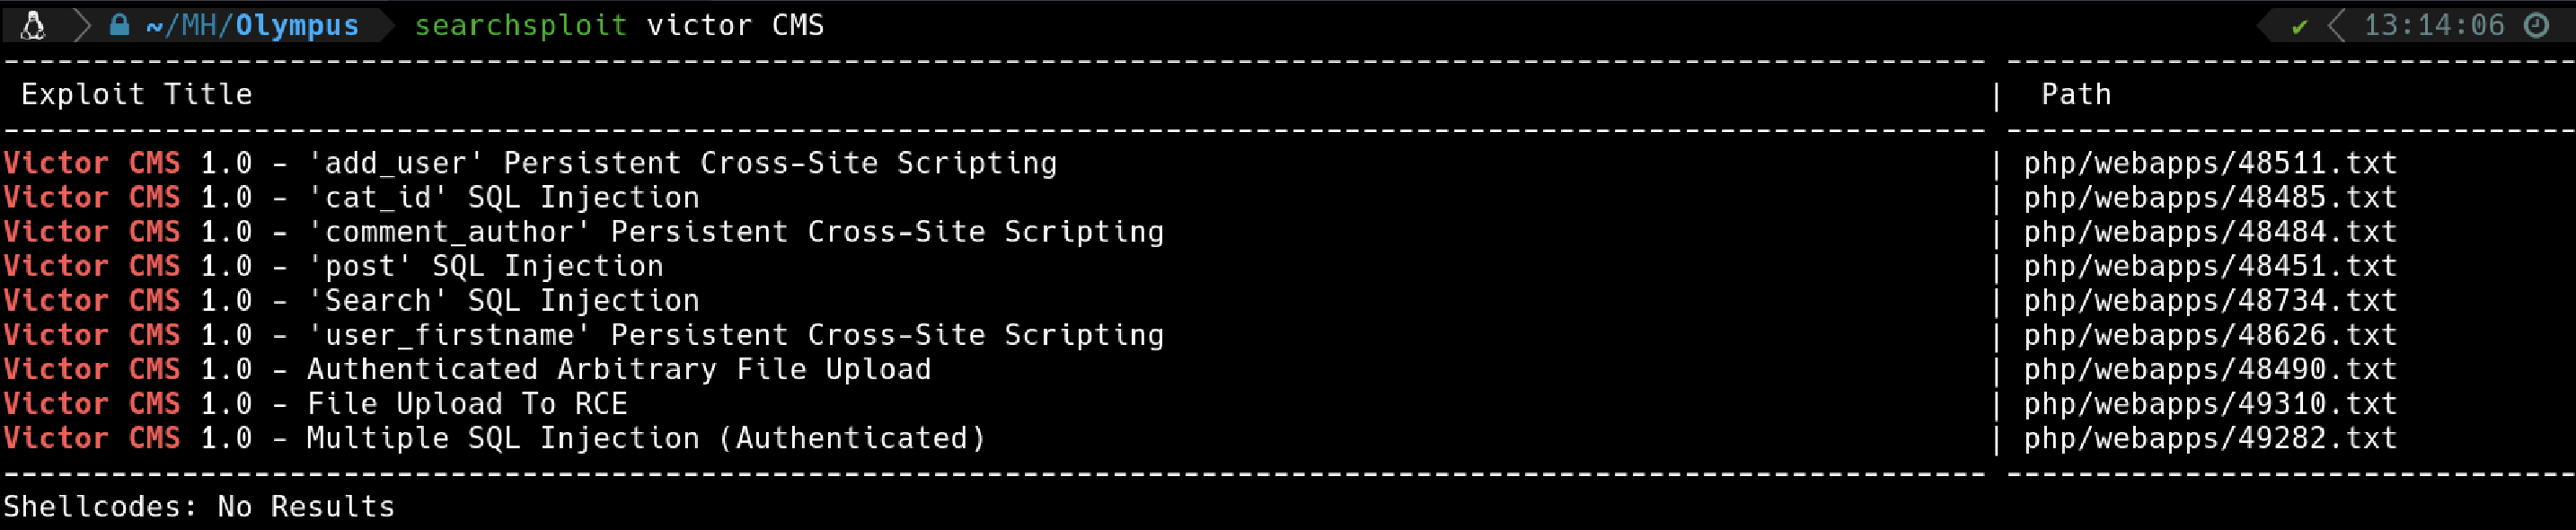 ~/MH/Olympus searchsploit victor CMS ✔ 13:14:06
Exploit Title | Path
Victor CMS 1.0 - 'add_user' Persistent Cross-Site Scripting | php/webapps/48511.txt
Victor CMS 1.0 - 'cat_id' SQL Injection | php/webapps/48485.txt
Victor CMS 1.0 - 'comment_author' Persistent Cross-Site Scripting | php/webapps/48484.txt
Victor CMS 1.0 - 'post' SQL Injection | php/webapps/48451.txt
Victor CMS 1.0 - 'Search' SQL Injection | php/webapps/48734.txt
Victor CMS 1.0 - 'user_firstname' Persistent Cross-Site Scripting | php/webapps/48626.txt
Victor CMS 1.0 - Authenticated Arbitrary File Upload | php/webapps/48490.txt
Victor CMS 1.0 - File Upload To RCE | php/webapps/49310.txt
Victor CMS 1.0 - Multiple SQL Injection (Authenticated) | php/webapps/49282.txt
Shellcodes: No Results